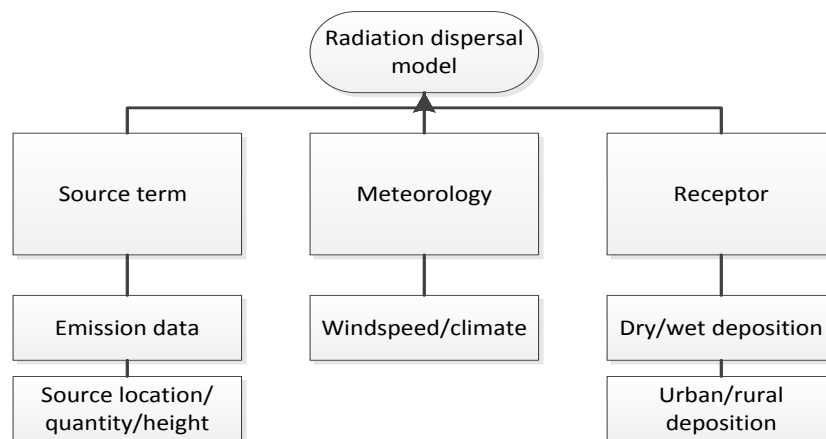 Radiation dispersal
model
Source term
Meteorology
Receptor
Emission data
Windspeed/climate
Dry/wet deposition
Source location/
quantity/height
Urban/rural
deposition